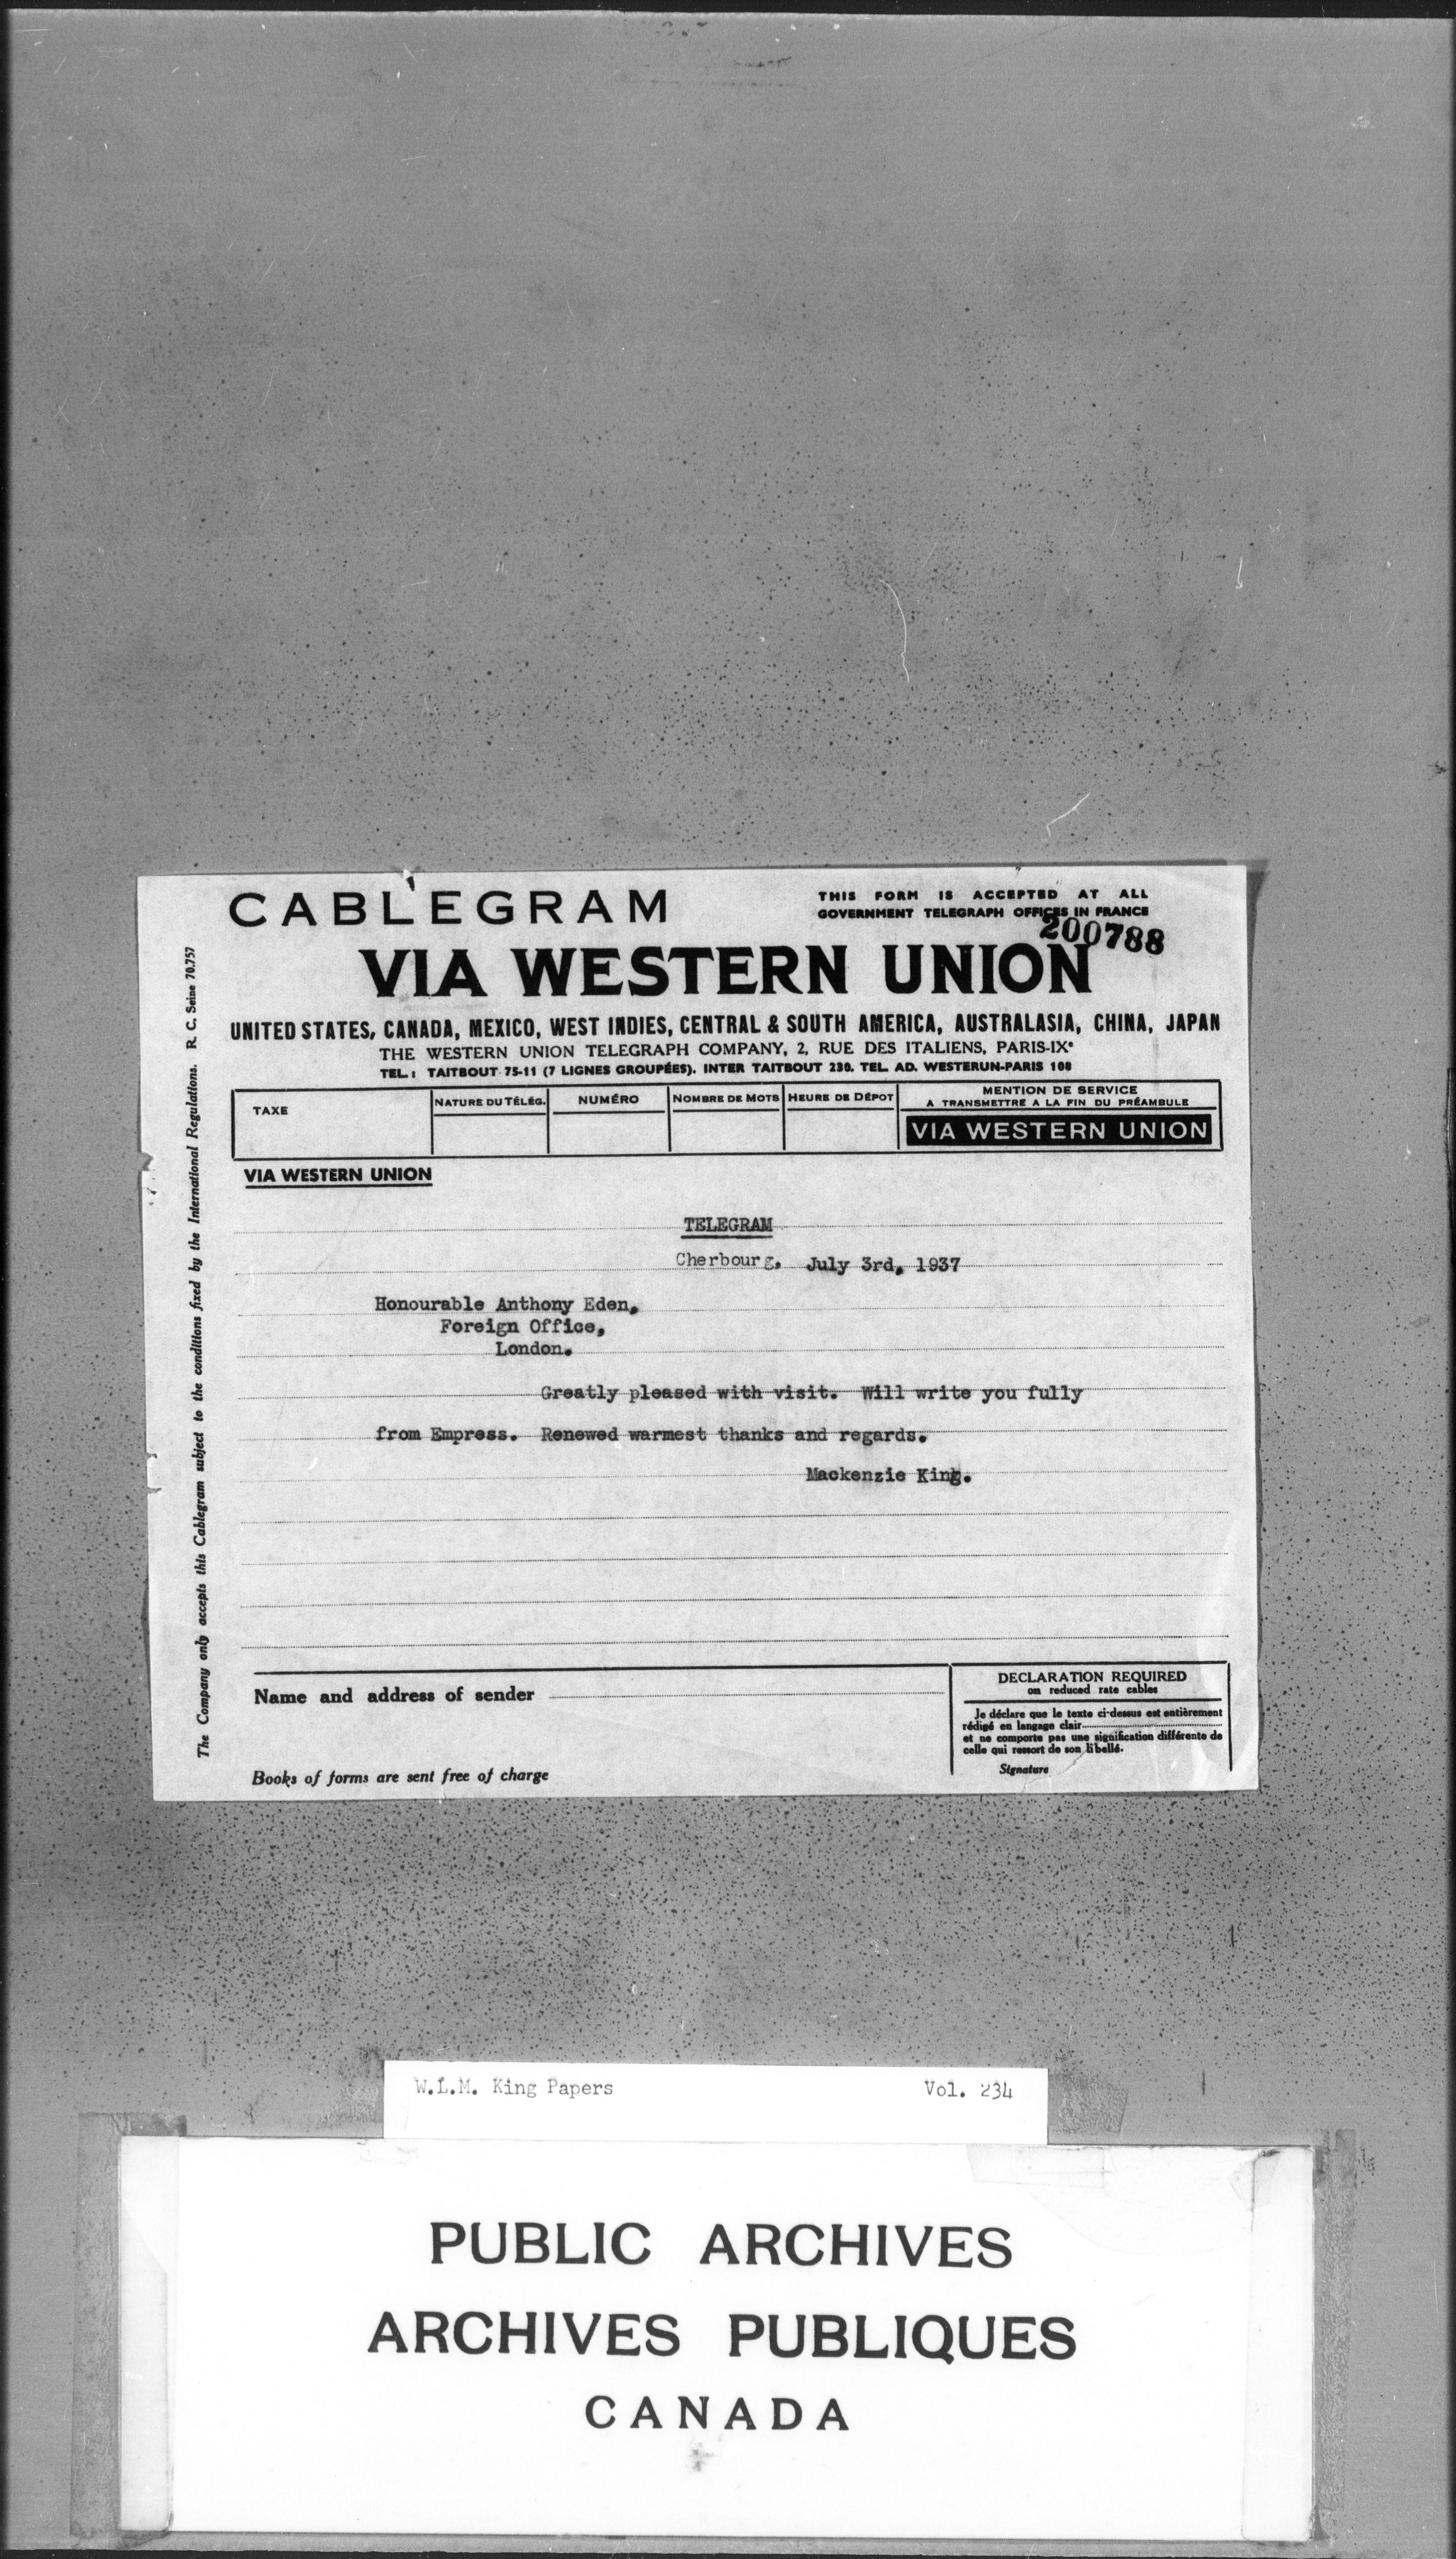 CABLEGRAM
THIS FORM IS ACCEPTED AT ALL
GOVERNMENT TELEGRAPH OFFICES IN FRANCE
200788
VIA WESTERN UNION
UNITED STATES, CANADA, MEXICO, WEST INDIES, CENTRAL & SOUTH AMERICA, AUSTRALASIA, CHINA, JAPAN
THE WESTERN UNION TELEGRAPH COMPANY, 2, RUE DES ITALIENS, PARIS-IXe
TEL.: TAITBOUT 75-11 (7 LIGNES GROUPÉES). INTER TAITBOUT 230. TEL. AD. WESTERUN-PARIS 108
TAXE
NATURE DU TÉLÉG.
NUMÉRO
NOMBRE DE MOTS
HEURE DE DÉPOT
MENTION DE SERVICE
A TRANSMETTRE A LA FIN DU PRÉAMBULE
VIA WESTERN UNION
VIA WESTERN UNION
TELEGRAM
Cherbourg, July 3rd, 1937
Honourable Anthony Eden,
Foreign Office,
London.
Greatly pleased with visit. Will write you fully
from Empress. Renewed warmest thanks and regards.
Mackenzie King.
Name and address of sender
Books of forms are sent free of charge
DECLARATION REQUIRED
on reduced rate cables
Je déclare que le texte ci-dessus est entièrement
rédigé en langage clair
et ne comporte pas une signification différente de
celle qui ressort de son libellé.
Signature
The Company only accepts this Cablegram subject to the conditions fixed by the International Regulations. R. C. Seine 70.757
W.L.M. King Papers Vol. 234
PUBLIC ARCHIVES
ARCHIVES PUBLIQUES
CANADA